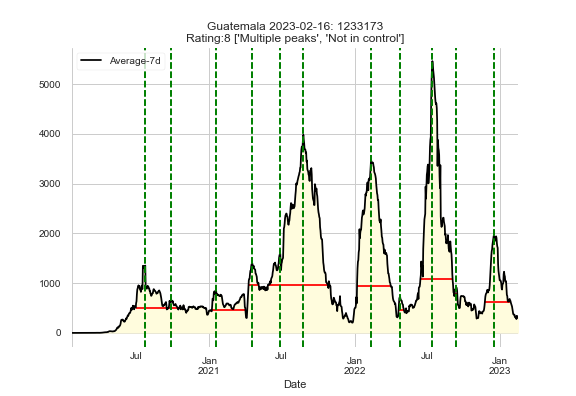 Guatemala 2023-02-16: 1233173
Rating:8 ['Multiple peaks', 'Not in control']
Average-7d
5000
4000
3000
2000
1000
0
Jul
Jan
2021
Jul
Jan
2022
Jul
Jan
2023
Date